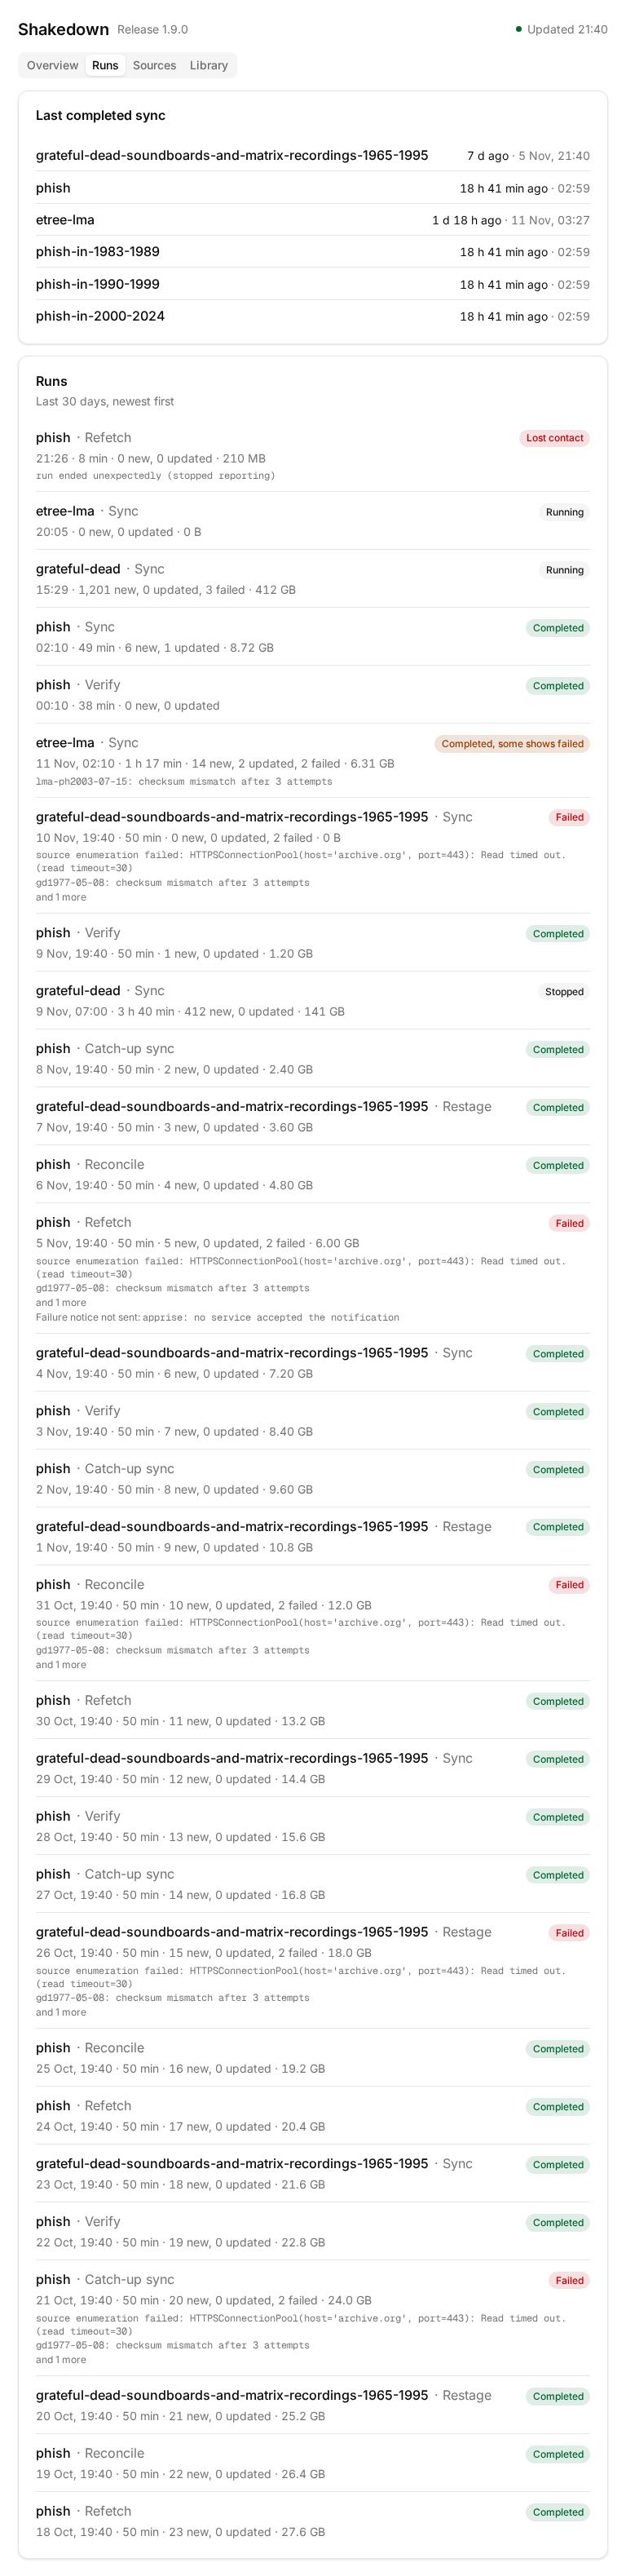 Shakedown Release 1.9.0
Updated 21:40
Overview Runs Sources Library
Last completed sync
grateful-dead-soundboards-and-matrix-recordings-1965-1995 7 d ago · 5 Nov, 21:40
phish 18 h 41 min ago · 02:59
etree-lma 1 d 18 h ago · 11 Nov, 03:27
phish-in-1983-1989 18 h 41 min ago · 02:59
phish-in-1990-1999 18 h 41 min ago · 02:59
phish-in-2000-2024 18 h 41 min ago · 02:59
Runs
Last 30 days, newest first
phish · Refetch Lost contact
21:26 · 8 min · 0 new, 0 updated · 210 MB
run ended unexpectedly (stopped reporting)
etree-lma · Sync Running
20:05 · 0 new, 0 updated · 0 B
grateful-dead · Sync Running
15:29 · 1,201 new, 0 updated, 3 failed · 412 GB
phish · Sync Completed
02:10 · 49 min · 6 new, 1 updated · 8.72 GB
phish · Verify Completed
00:10 · 38 min · 0 new, 0 updated
etree-lma · Sync Completed, some shows failed
11 Nov, 02:10 · 1 h 17 min · 14 new, 2 updated, 2 failed · 6.31 GB
lma-ph2003-07-15: checksum mismatch after 3 attempts
grateful-dead-soundboards-and-matrix-recordings-1965-1995 · Sync Failed
10 Nov, 19:40 · 50 min · 0 new, 0 updated, 2 failed · 0 B
source enumeration failed: HTTPSConnectionPool(host='archive.org', port=443): Read timed out.
(read timeout=30)
gd1977-05-08: checksum mismatch after 3 attempts
and 1 more
phish · Verify Completed
9 Nov, 19:40 · 50 min · 1 new, 0 updated · 1.20 GB
grateful-dead · Sync Stopped
9 Nov, 07:00 · 3 h 40 min · 412 new, 0 updated · 141 GB
phish · Catch-up sync Completed
8 Nov, 19:40 · 50 min · 2 new, 0 updated · 2.40 GB
grateful-dead-soundboards-and-matrix-recordings-1965-1995 · Restage Completed
7 Nov, 19:40 · 50 min · 3 new, 0 updated · 3.60 GB
phish · Reconcile Completed
6 Nov, 19:40 · 50 min · 4 new, 0 updated · 4.80 GB
phish · Refetch Failed
5 Nov, 19:40 · 50 min · 5 new, 0 updated, 2 failed · 6.00 GB
source enumeration failed: HTTPSConnectionPool(host='archive.org', port=443): Read timed out.
(read timeout=30)
gd1977-05-08: checksum mismatch after 3 attempts
and 1 more
Failure notice not sent: apprise: no service accepted the notification
grateful-dead-soundboards-and-matrix-recordings-1965-1995 · Sync Completed
4 Nov, 19:40 · 50 min · 6 new, 0 updated · 7.20 GB
phish · Verify Completed
3 Nov, 19:40 · 50 min · 7 new, 0 updated · 8.40 GB
phish · Catch-up sync Completed
2 Nov, 19:40 · 50 min · 8 new, 0 updated · 9.60 GB
grateful-dead-soundboards-and-matrix-recordings-1965-1995 · Restage Completed
1 Nov, 19:40 · 50 min · 9 new, 0 updated · 10.8 GB
phish · Reconcile Failed
31 Oct, 19:40 · 50 min · 10 new, 0 updated, 2 failed · 12.0 GB
source enumeration failed: HTTPSConnectionPool(host='archive.org', port=443): Read timed out.
(read timeout=30)
gd1977-05-08: checksum mismatch after 3 attempts
and 1 more
phish · Refetch Completed
30 Oct, 19:40 · 50 min · 11 new, 0 updated · 13.2 GB
grateful-dead-soundboards-and-matrix-recordings-1965-1995 · Sync Completed
29 Oct, 19:40 · 50 min · 12 new, 0 updated · 14.4 GB
phish · Verify Completed
28 Oct, 19:40 · 50 min · 13 new, 0 updated · 15.6 GB
phish · Catch-up sync Completed
27 Oct, 19:40 · 50 min · 14 new, 0 updated · 16.8 GB
grateful-dead-soundboards-and-matrix-recordings-1965-1995 · Restage Failed
26 Oct, 19:40 · 50 min · 15 new, 0 updated, 2 failed · 18.0 GB
source enumeration failed: HTTPSConnectionPool(host='archive.org', port=443): Read timed out.
(read timeout=30)
gd1977-05-08: checksum mismatch after 3 attempts
and 1 more
phish · Reconcile Completed
25 Oct, 19:40 · 50 min · 16 new, 0 updated · 19.2 GB
phish · Refetch Completed
24 Oct, 19:40 · 50 min · 17 new, 0 updated · 20.4 GB
grateful-dead-soundboards-and-matrix-recordings-1965-1995 · Sync Completed
23 Oct, 19:40 · 50 min · 18 new, 0 updated · 21.6 GB
phish · Verify Completed
22 Oct, 19:40 · 50 min · 19 new, 0 updated · 22.8 GB
phish · Catch-up sync Failed
21 Oct, 19:40 · 50 min · 20 new, 0 updated, 2 failed · 24.0 GB
source enumeration failed: HTTPSConnectionPool(host='archive.org', port=443): Read timed out.
(read timeout=30)
gd1977-05-08: checksum mismatch after 3 attempts
and 1 more
grateful-dead-soundboards-and-matrix-recordings-1965-1995 · Restage Completed
20 Oct, 19:40 · 50 min · 21 new, 0 updated · 25.2 GB
phish · Reconcile Completed
19 Oct, 19:40 · 50 min · 22 new, 0 updated · 26.4 GB
phish · Refetch Completed
18 Oct, 19:40 · 50 min · 23 new, 0 updated · 27.6 GB